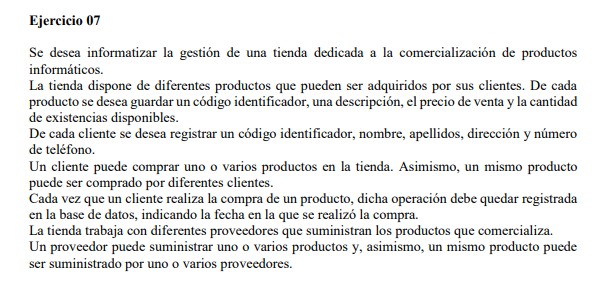 Ejercicio 07
Se desea informatizar la gestión de una tienda dedicada a la comercialización de productos
informáticos.
La tienda dispone de diferentes productos que pueden ser adquiridos por sus clientes. De cada
producto se desea guardar un código identificador, una descripción, el precio de venta y la cantidad
de existencias disponibles.
De cada cliente se desea registrar un código identificador, nombre, apellidos, dirección y número
de teléfono.
Un cliente puede comprar uno o varios productos en la tienda. Asimismo, un mismo producto
puede ser comprado por diferentes clientes.
Cada vez que un cliente realiza la compra de un producto, dicha operación debe quedar registrada
en la base de datos, indicando la fecha en la que se realizó la compra.
La tienda trabaja con diferentes proveedores que suministran los productos que comercializa.
Un proveedor puede suministrar uno o varios productos y, asimismo, un mismo producto puede
ser suministrado por uno o varios proveedores.